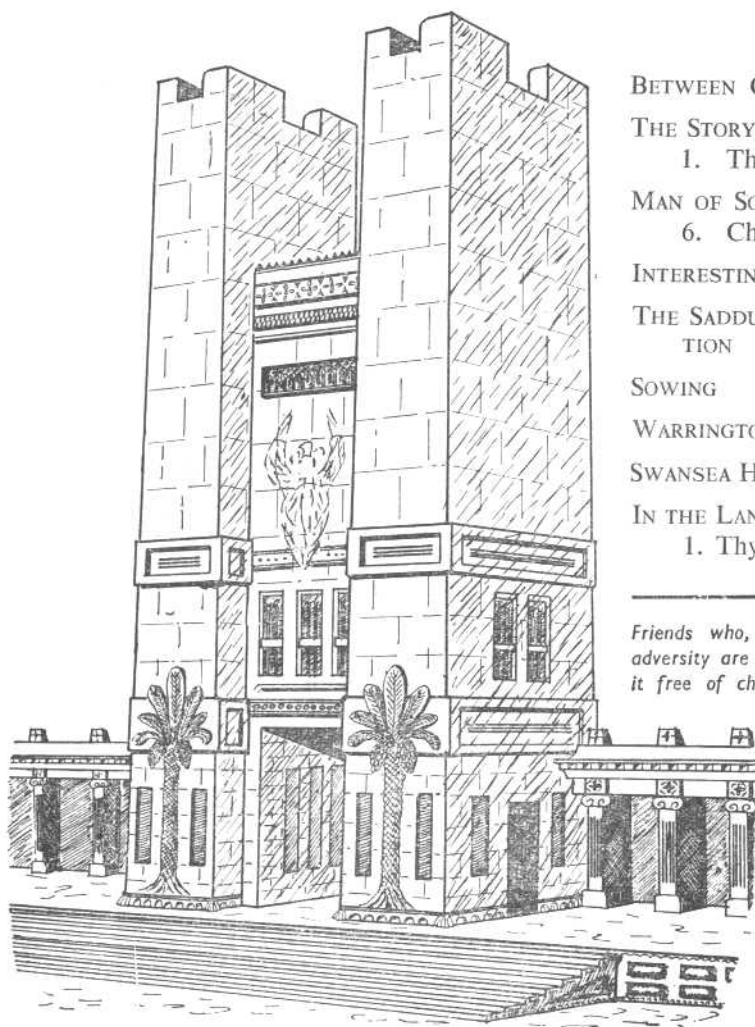 BETWEEN
THE STORY
1. Th
MAN OF SO
6. Ch
INTERESTIN
THE SADDU
TION
SOWING
WARRINGTO
SWANSEA H
IN THE LAN
1. Thy
Friends who,
adversity are
it free of ch